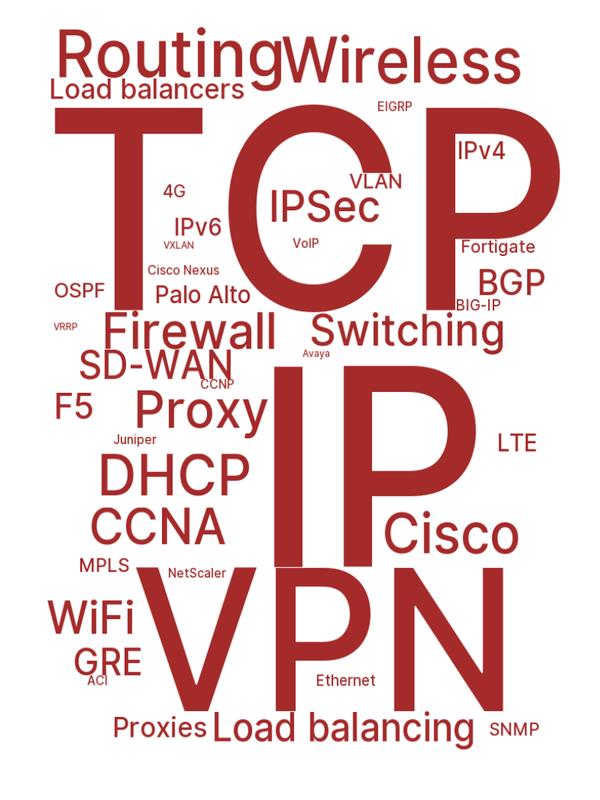 Routing
Wireless
Load balancers
EIGRP
TCP
IPv4
4G
VLAN
IPSec
IPv6
VXLAN
VoIP
Fortigate
Cisco Nexus
BGP
OSPF
Palo Alto
BIG-IP
VRRP
Firewall
Switching
Avaya
SD-WAN
CCNP
IP
F5
Proxy
Juniper
LTE
DHCP
CCNA
Cisco
MPLS
NetScaler
VPN
WiFi
GRE
ACI
Ethernet
Proxies
Load balancing
SNMP